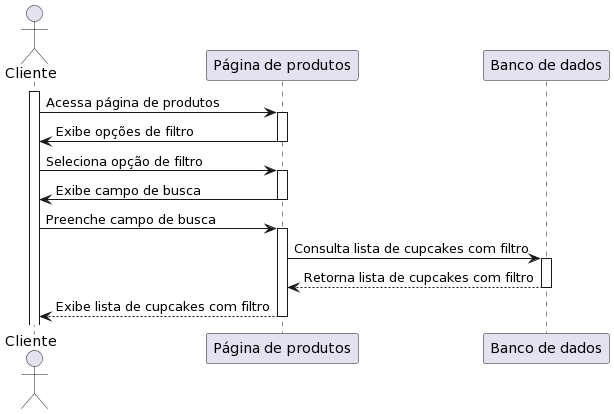 Cliente
Página de produtos
Banco de dados
Acessa página de produtos
Exibe opções de filtro
Seleciona opção de filtro
Exibe campo de busca
Preenche campo de busca
Consulta lista de cupcakes com filtro
Retorna lista de cupcakes com filtro
Exibe lista de cupcakes com filtro
Cliente
Página de produtos
Banco de dados